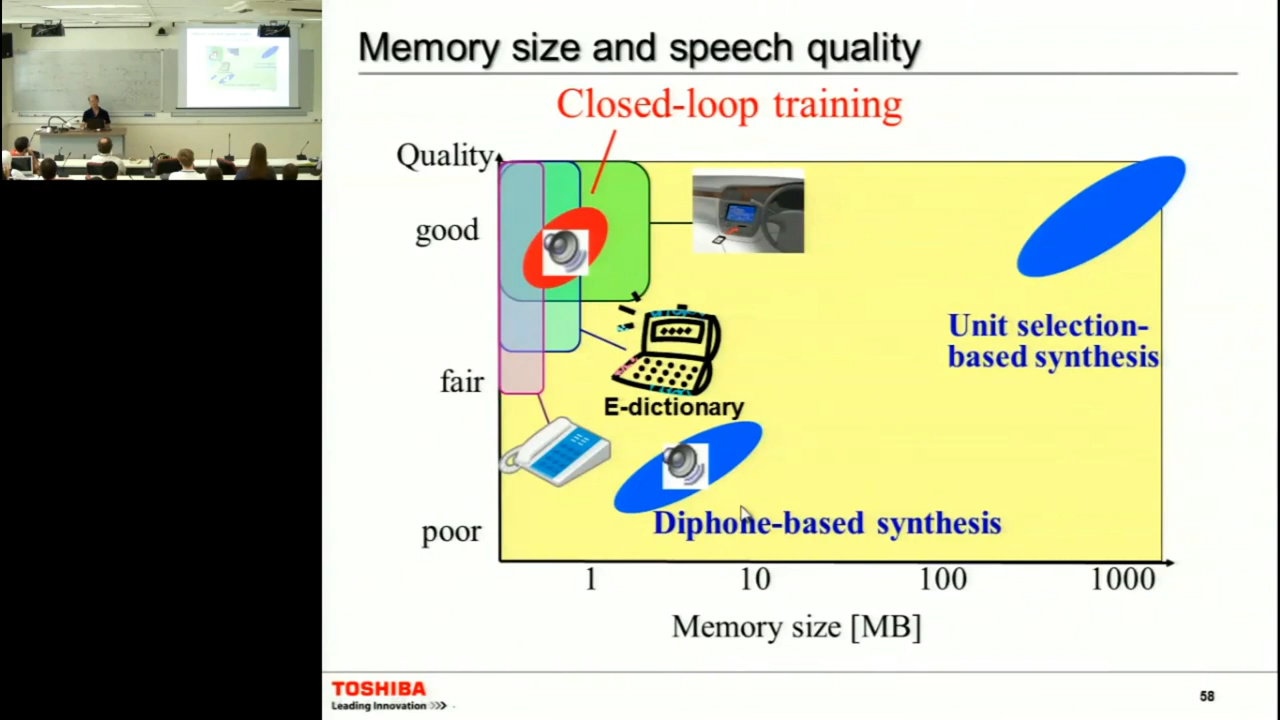 Memory size and speech quality
Closed-loop training
Quality
good
Unit selection-
based synthesis
fair
E-dictionary
poor
Diphone-based synthesis
1 10 100 1000
Memory size [MB]
TOSHIBA
Leading Innovation >>>
58